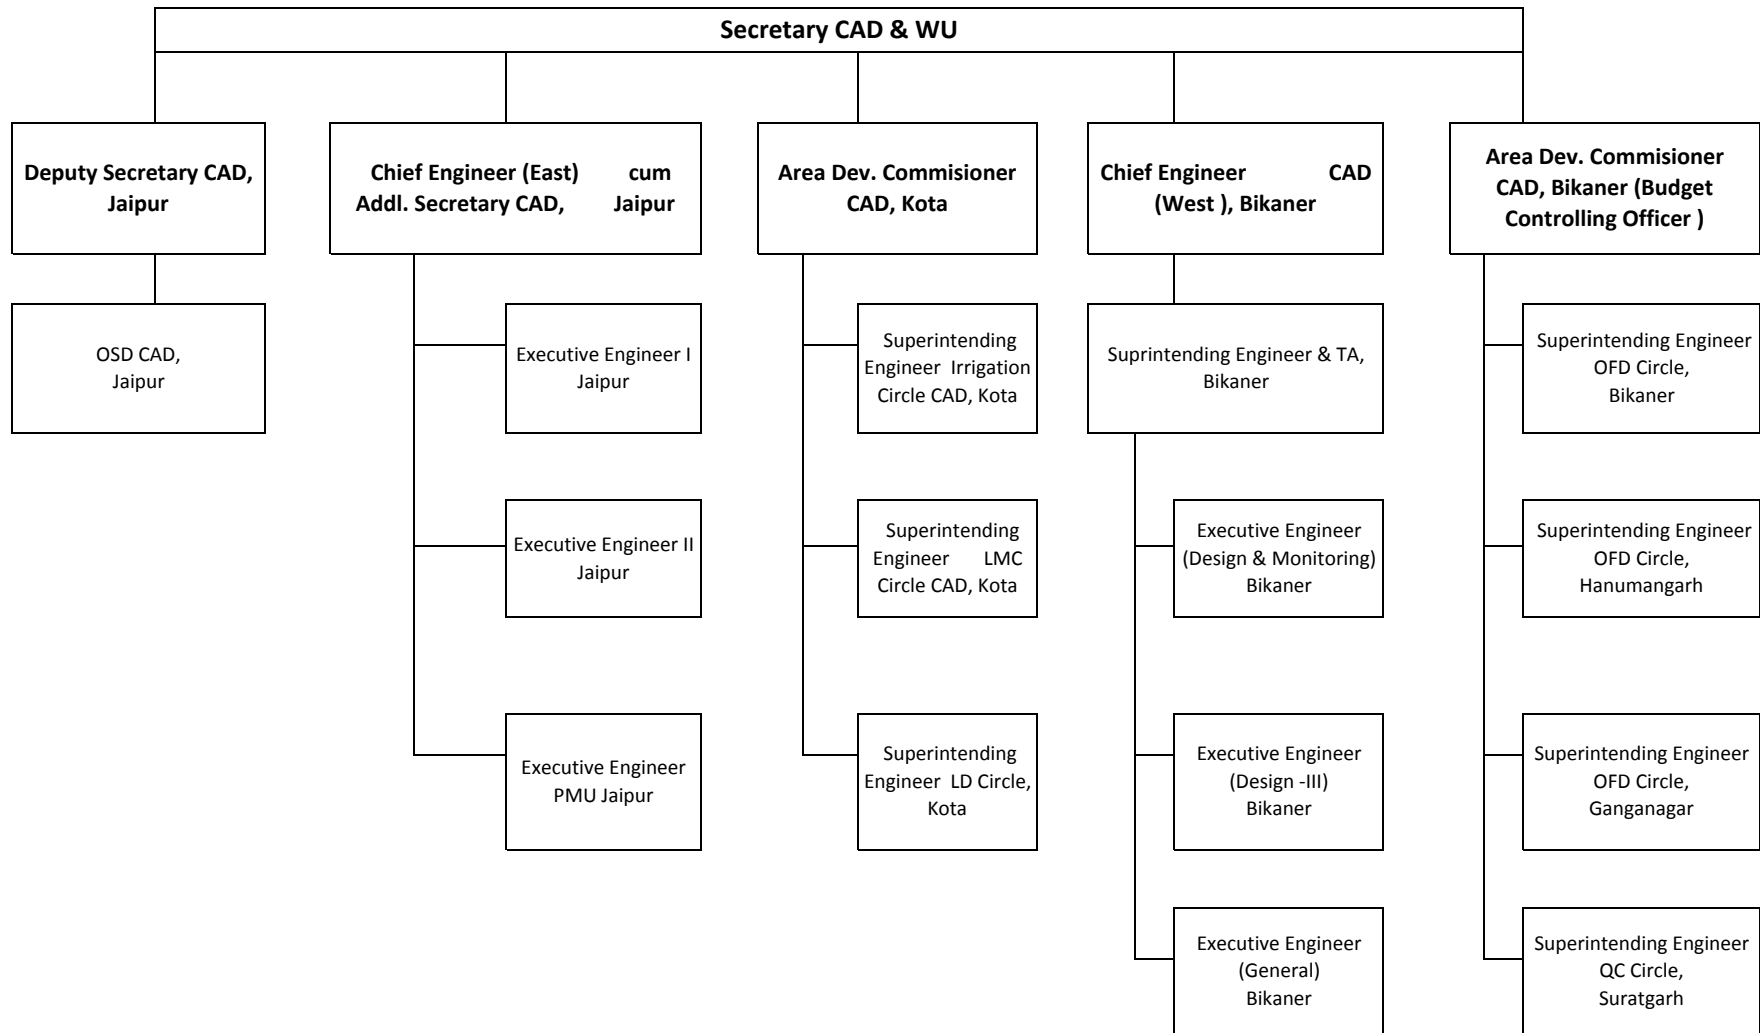 Secretary CAD & WU
Deputy Secretary CAD,
Jaipur
Chief Engineer (East) cum
Addl. Secretary CAD, Jaipur
Area Dev. Commisioner
CAD, Kota
Chief Engineer CAD
(West ), Bikaner
Area Dev. Commisioner
CAD, Bikaner (Budget
Controlling Officer )
OSD CAD,
Jaipur
Executive Engineer I
Jaipur
Superintending
Engineer Irrigation
Circle CAD, Kota
Suprintending Engineer & TA,
Bikaner
Superintending Engineer
OFD Circle,
Bikaner
Executive Engineer II
Jaipur
Superintending
Engineer LMC
Circle CAD, Kota
Executive Engineer
(Design & Monitoring)
Bikaner
Superintending Engineer
OFD Circle,
Hanumangarh
Executive Engineer
PMU Jaipur
Superintending
Engineer LD Circle,
Kota
Executive Engineer
(Design -III)
Bikaner
Superintending Engineer
OFD Circle,
Ganganagar
Executive Engineer
(General)
Bikaner
Superintending Engineer
QC Circle,
Suratgarh